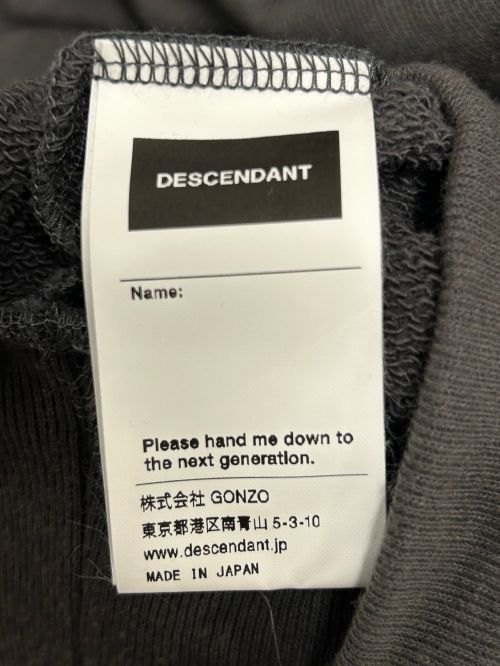 DESCENDANT
Name:
Please hand me down to
the next generation.
株式会社 GONZO
東京都港区南青山 5-3-10
www.descendant.jp
MADE IN JAPAN